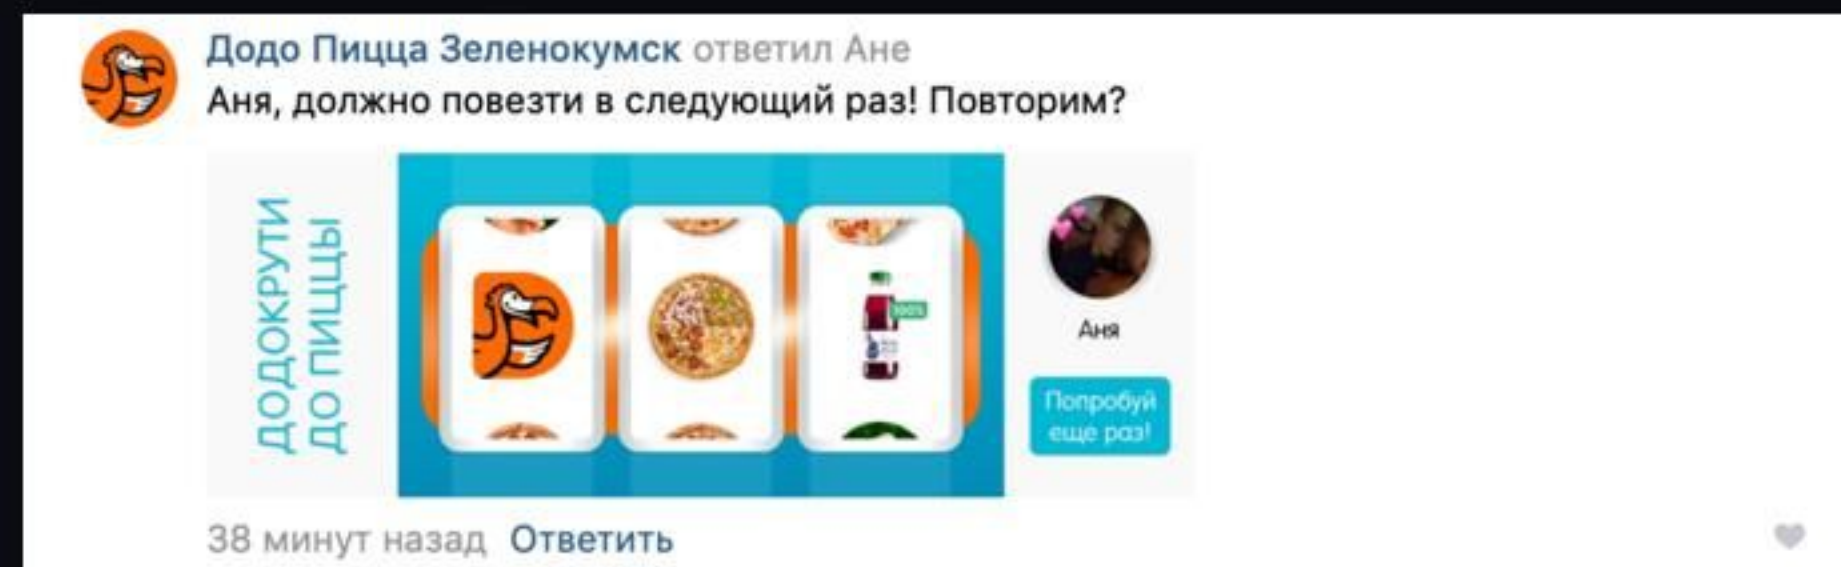 Додо Пицца Зеленокумск ответил Ане
Аня, должно повезти в следующий раз! Повторим?
ДОДОКРУТИ
ДО ПИЦЦЫ
100%
Аня
Попробуй
еще раз!
38 минут назад Ответить